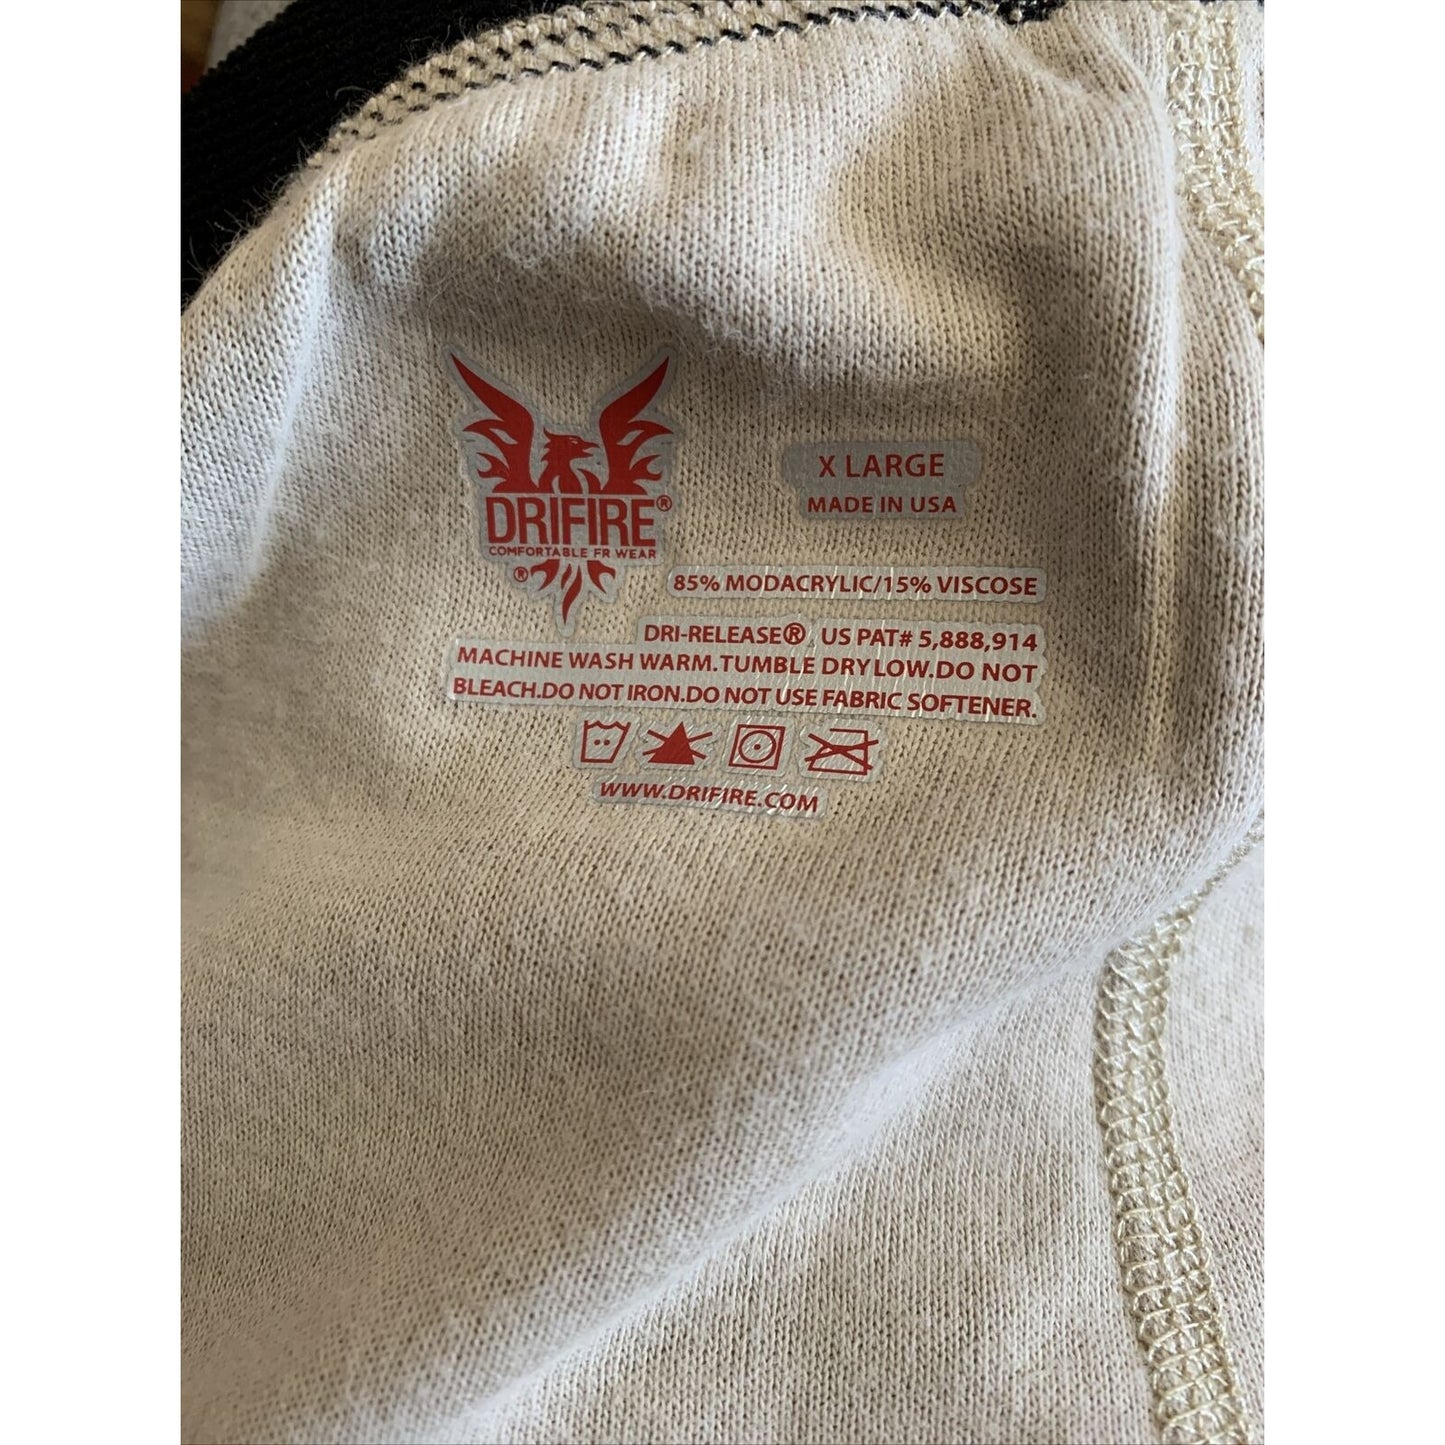 DRIFIRE®
COMFORTABLE FR WEAR
®
X LARGE
MADE IN USA
85% MODACRYLIC/15% VISCOSE
DRI-RELEASE® US PAT# 5,888,914
MACHINE WASH WARM.TUMBLE DRY LOW.DO NOT
BLEACH.DO NOT IRON.DO NOT USE FABRIC SOFTENER.
WWW.DRIFIRE.COM